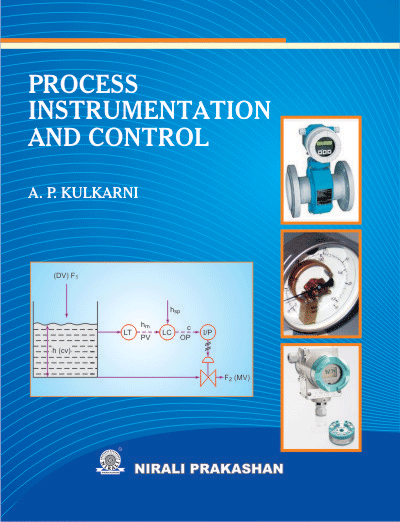 PROCESS
INSTRUMENTATION
AND CONTROL
A. P. KULKARNI
(DV) F1
hsp
hm
c
LT
LC
I/P
PV
OP
h (cv)
F2 (MV)
NIRALI PRAKASHAN